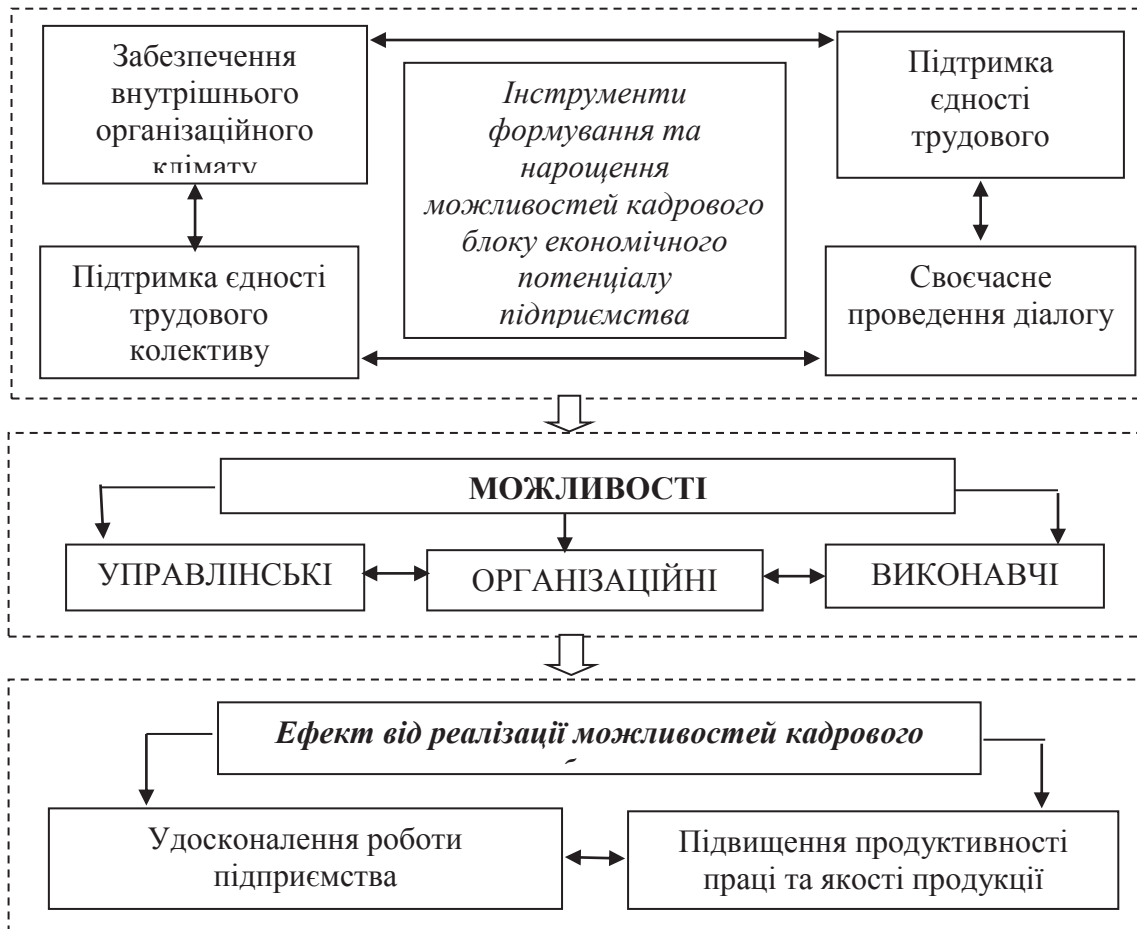 Забезпечення
внутрішнього
організаційного
клімату
Інструменти
формування та
нарощення
можливостей кадрового
блоку економічного
потенціалу
підприємства
Підтримка
єдності
трудового
Підтримка єдності
трудового
колективу
Своєчасне
проведення діалогу
МОЖЛИВОСТІ
УПРАВЛІНСЬКІ
ОРГАНІЗАЦІЙНІ
ВИКОНАВЧІ
Ефект від реалізації можливостей кадрового
Удосконалення роботи
підприємства
Підвищення продуктивності
праці та якості продукції